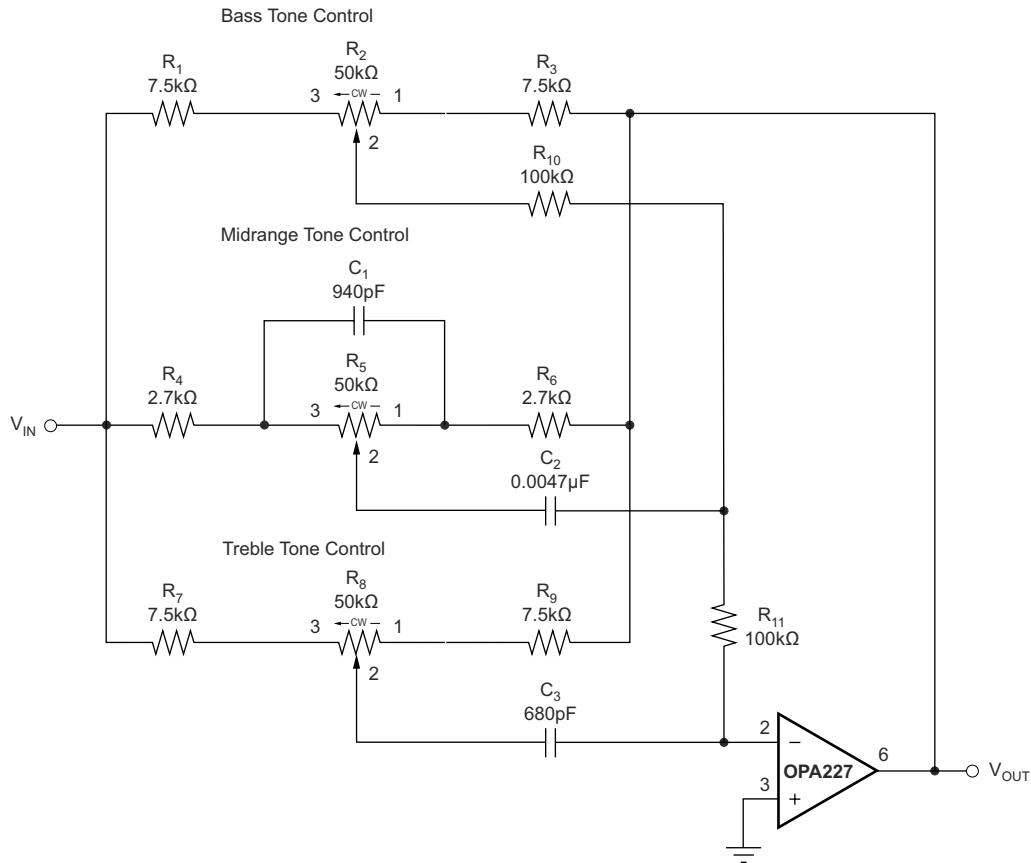 Bass Tone Control
R1
7.5kΩ
R2
50kΩ
R3
7.5kΩ
3
CW
1
2
R10
100kΩ
Midrange Tone Control
C1
940pF
R4
2.7kΩ
R5
50kΩ
R6
2.7kΩ
3
CW
1
VIN
2
C2
0.0047µF
Treble Tone Control
R7
7.5kΩ
R8
50kΩ
R9
7.5kΩ
3
CW
1
R11
100kΩ
2
C3
680pF
2
−
6
OPA227
VOUT
3
+